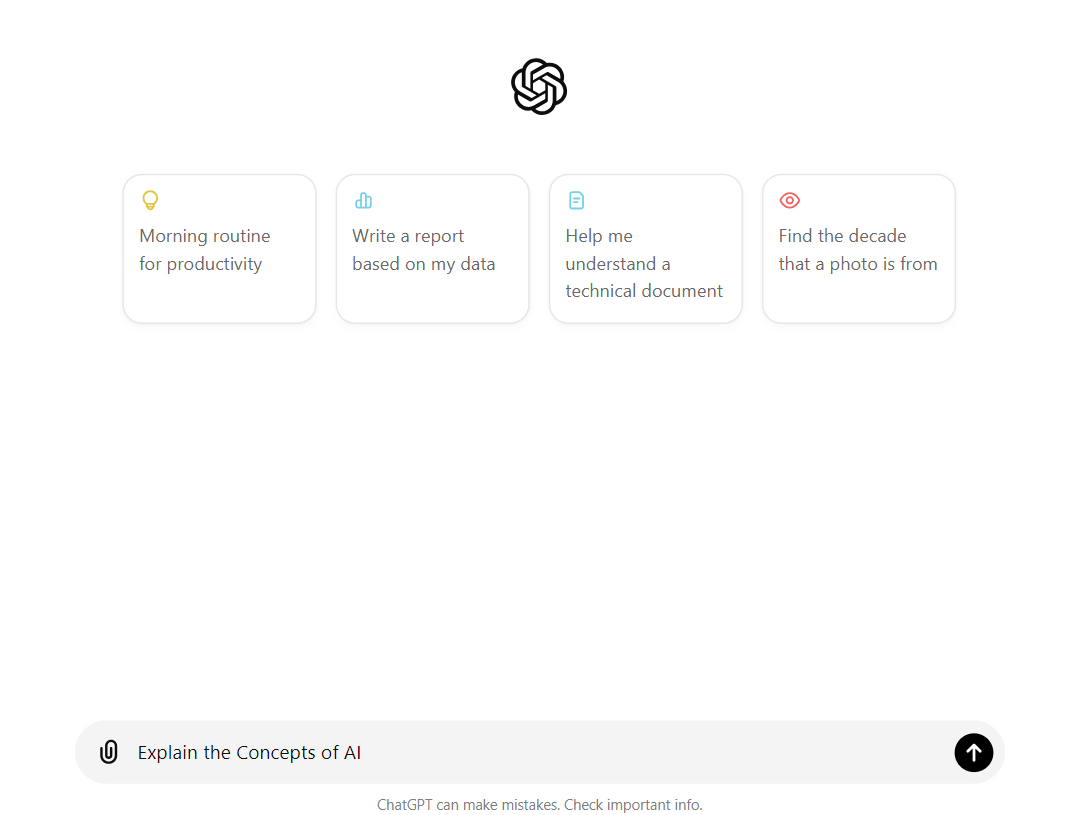 Morning routine
for productivity
Write a report
based on my data
Help me
understand a
technical document
Find the decade
that a photo is from
Explain the Concepts of AI
ChatGPT can make mistakes. Check important info.